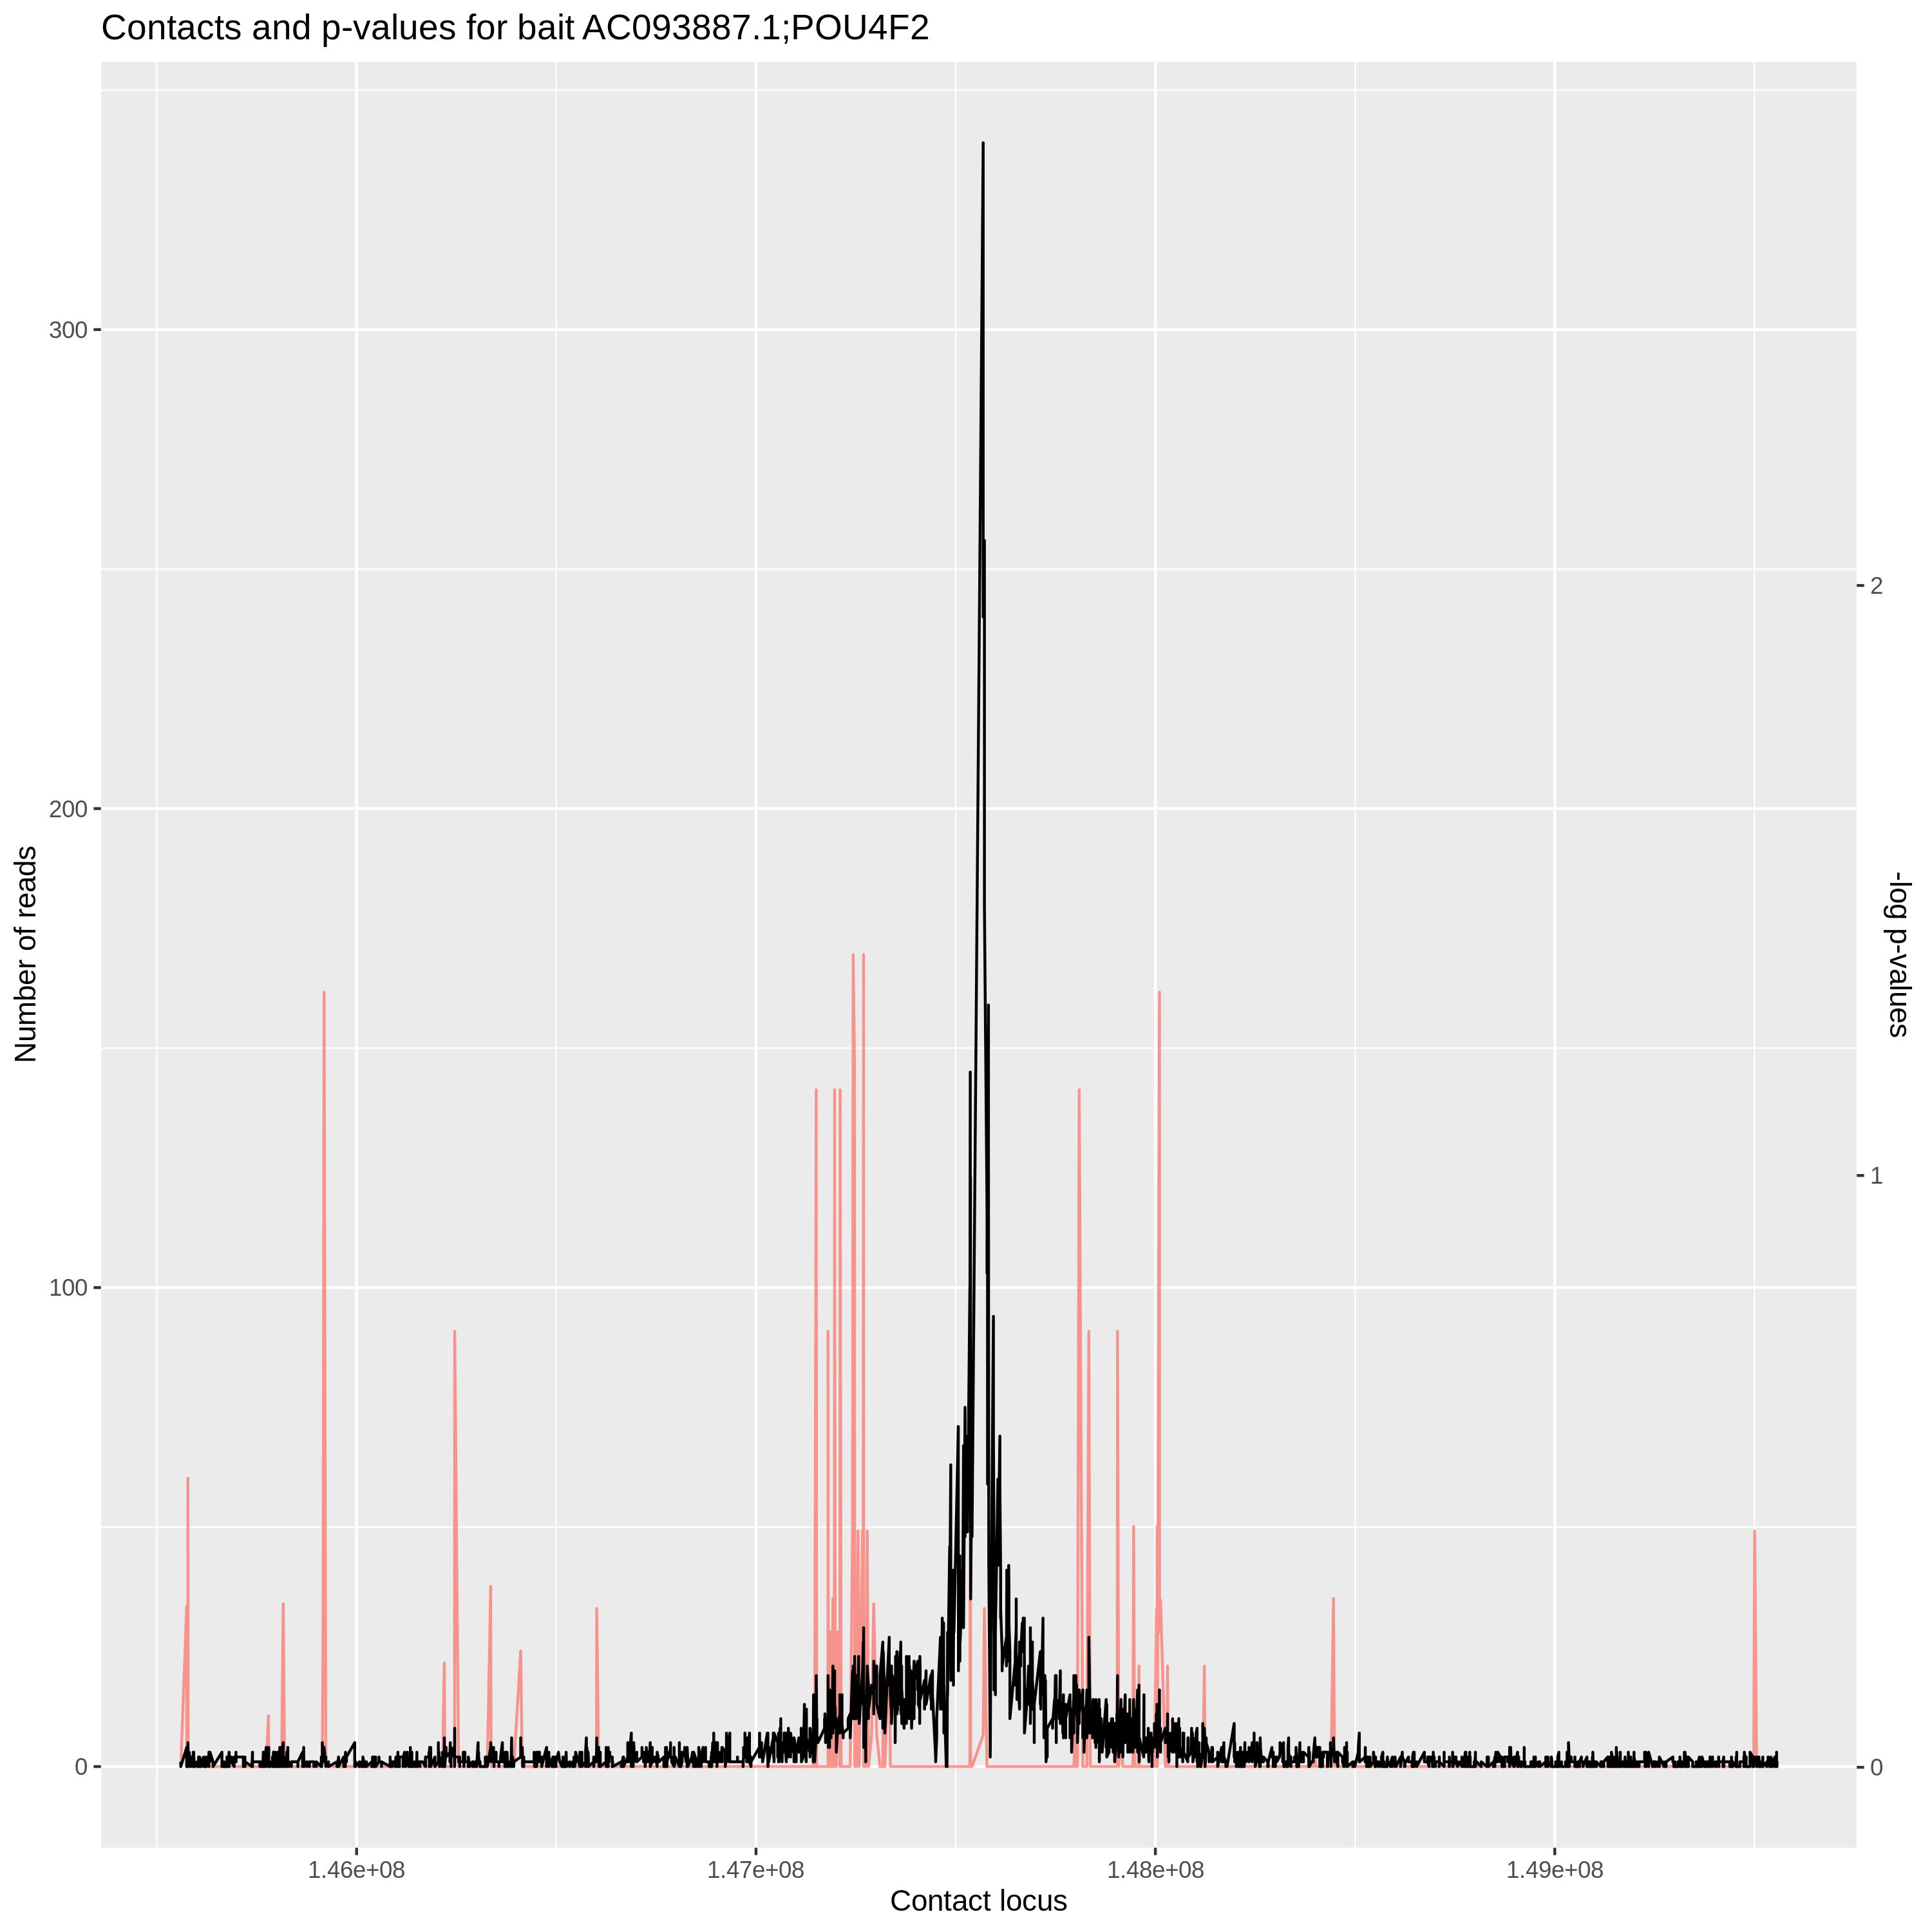 Contacts and p-values for bait AC093887.1;POU4F2
Number of reads
300
200
100
0
-log p-values
2
1
0
1.46e+08
1.47e+08
1.48e+08
1.49e+08
Contact locus